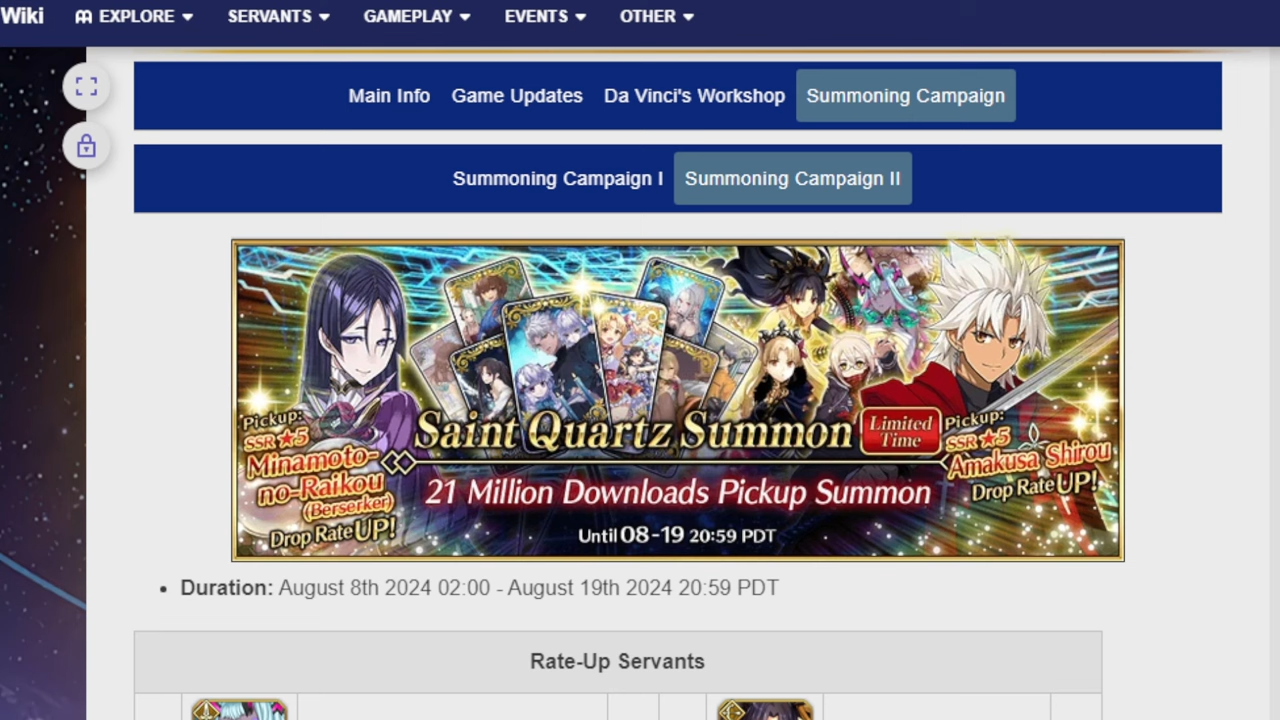 Wiki EXPLORE SERVANTS GAMEPLAY EVENTS OTHER
Main Info Game Updates Da Vinci's Workshop Summoning Campaign
Summoning Campaign I Summoning Campaign II
Pickup:
SSR ★5
Minamoto-
no-Raikou
(Berserker)
Drop Rate UP!
Saint Quartz Summon
Limited
Time
21 Million Downloads Pickup Summon
Until 08-19 20:59 PDT
Pickup:
SSR ★5
Amakusa Shirou
Drop Rate UP!
• Duration: August 8th 2024 02:00 - August 19th 2024 20:59 PDT
Rate-Up Servants